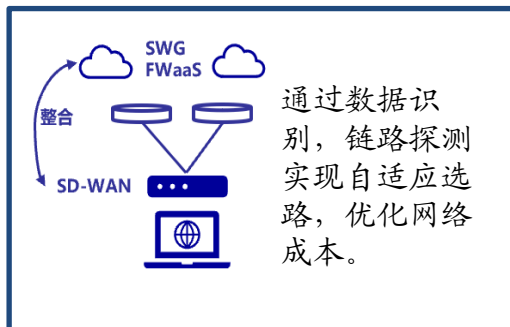 SWG
FWaaS
整合
SD-WAN
通过数据识
别，链路探测
实现自适应选
路，优化网络
成本。